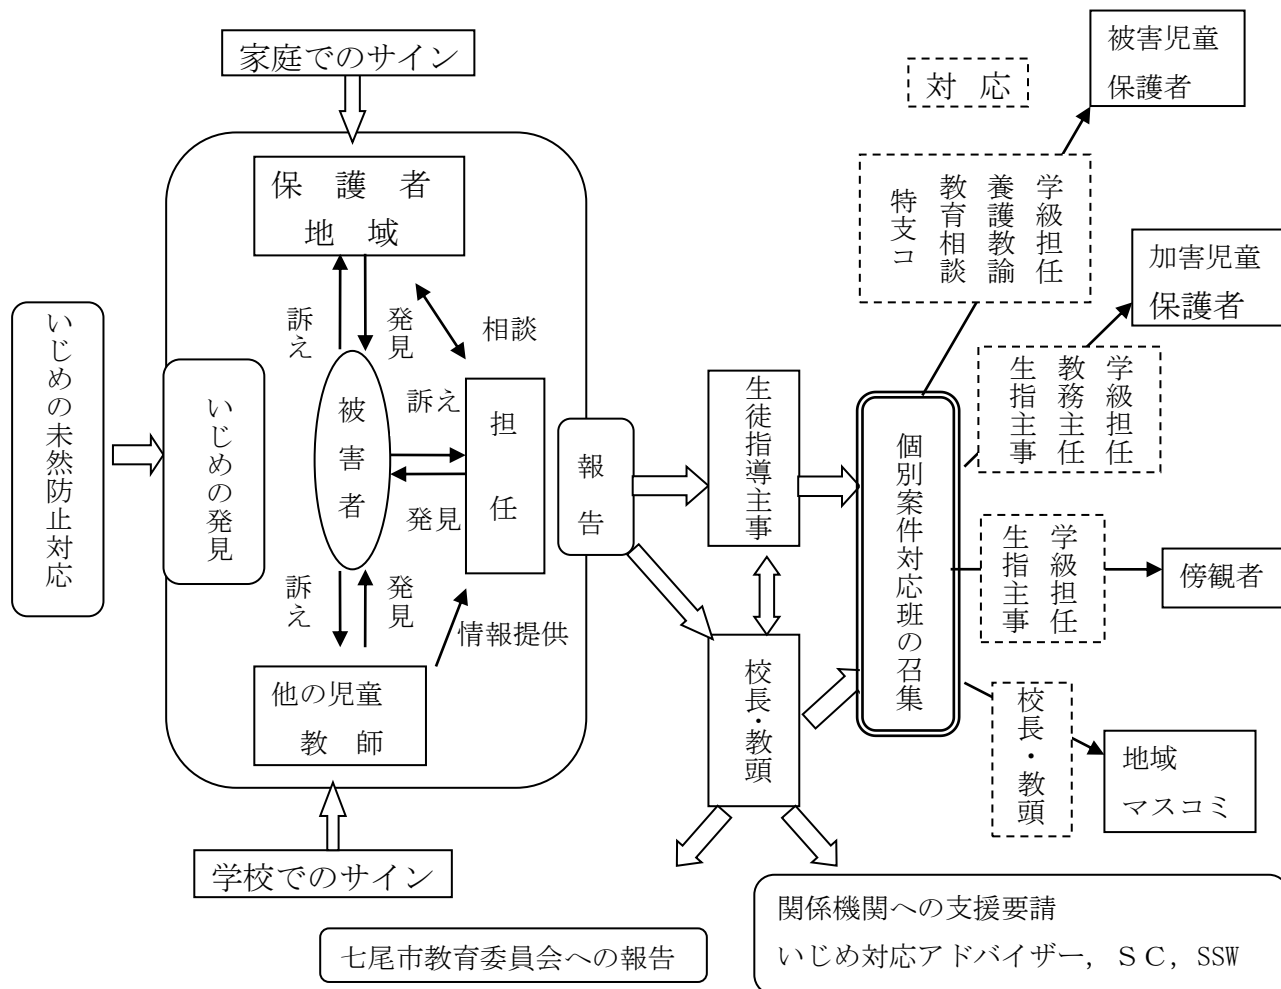 家庭でのサイン
保護者
地域
訴え
発見
相談
いじめの未然防止対応
いじめの発見
被害者
訴え
発見
担任
訴え
発見
情報提供
他の児童
教師
学校でのサイン
報告
生徒指導主事
校長・教頭
個別案件対応班の召集
対応
学級担任
養護教諭
教育相談
特支コ
被害児童
保護者
学級担任
教務主任
生指主事
加害児童
保護者
学級担任
生指主事
傍観者
校長・教頭
地域
マスコミ
七尾市教育委員会への報告
関係機関への支援要請
いじめ対応アドバイザー，ＳＣ，SSW